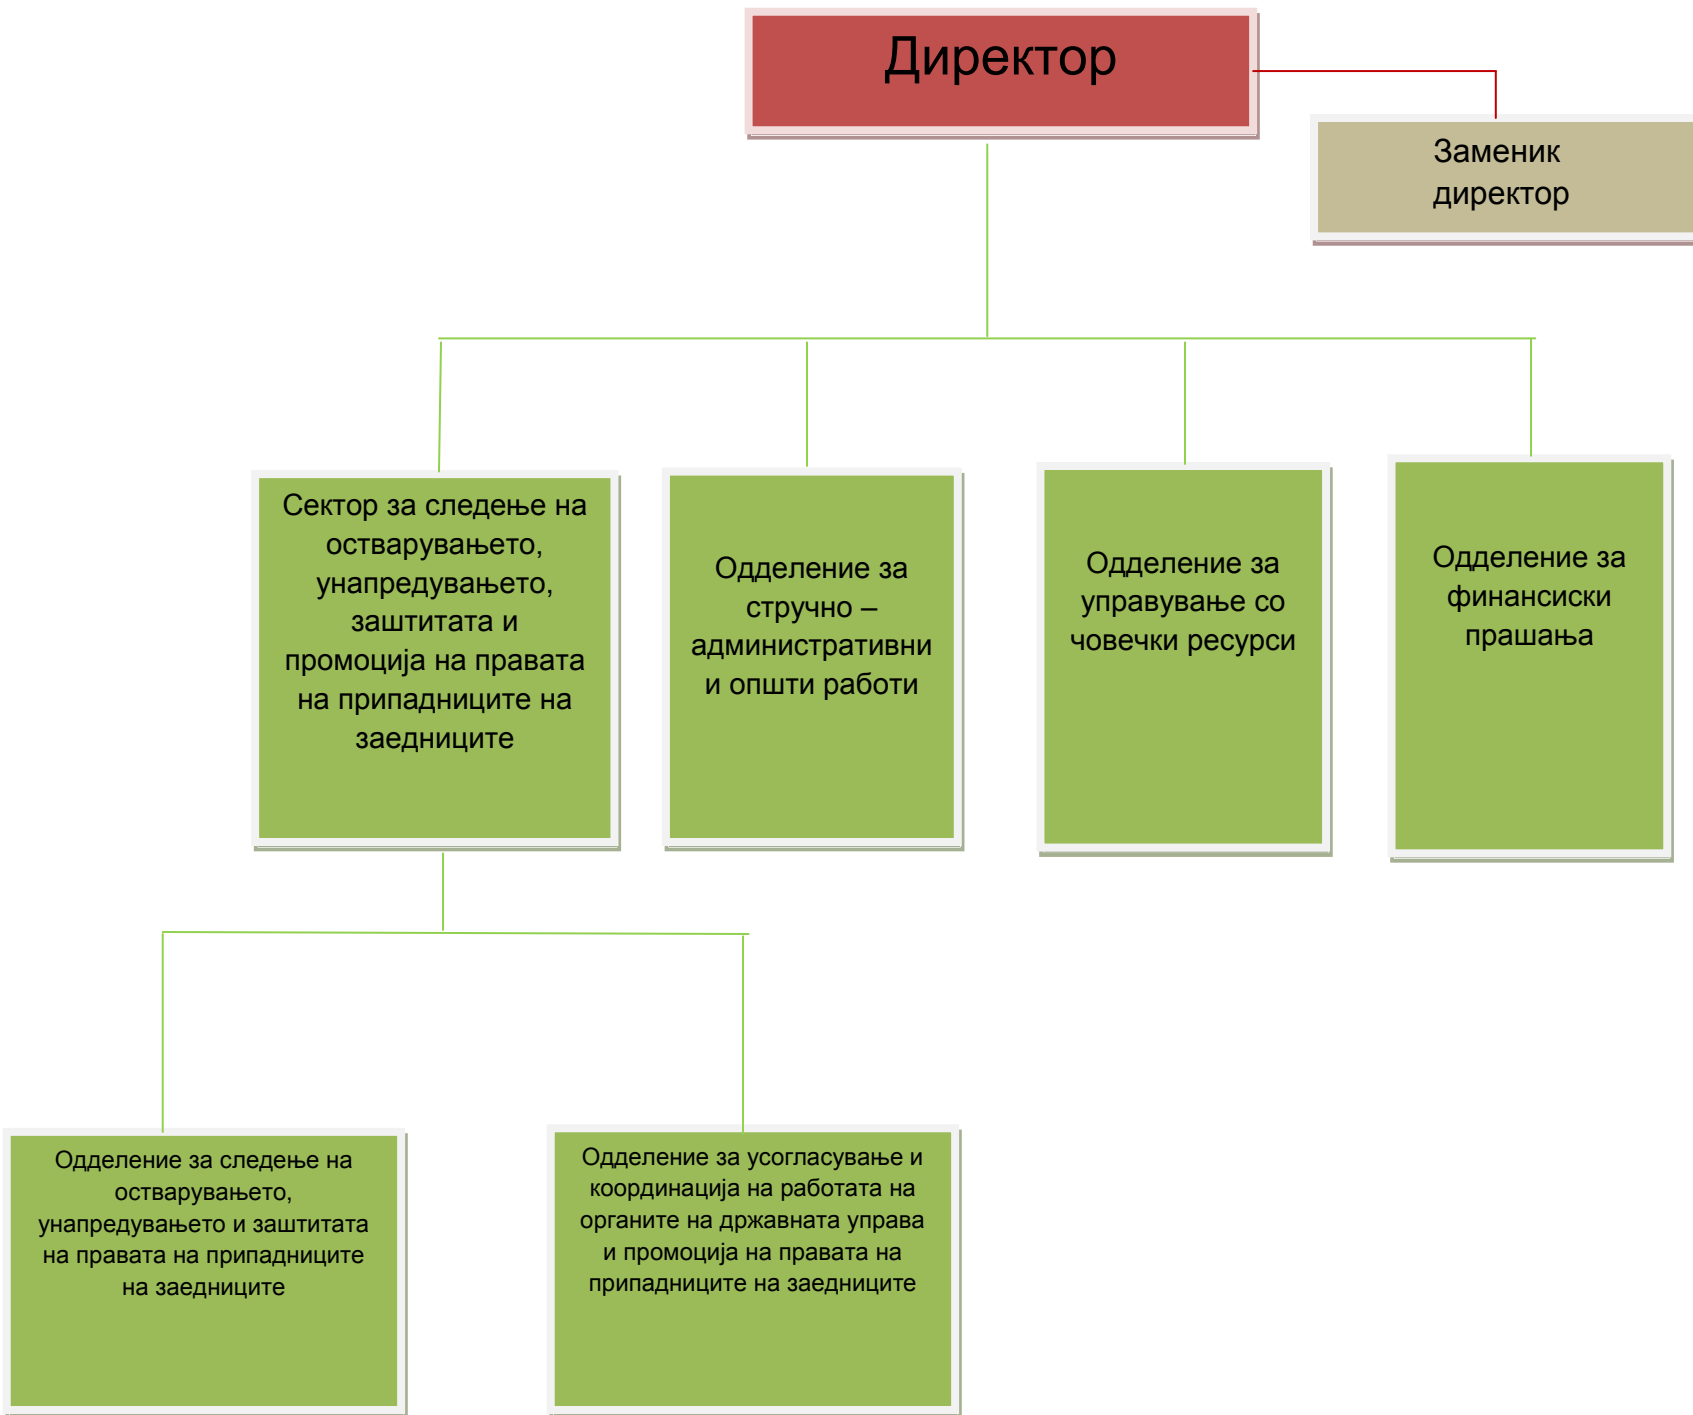 Директор
Заменик
директор
Сектор за следење на
остварувањето,
унапредувањето,
заштитата и
промоција на правата
на припадниците на
заедниците
Одделение за
стручно –
административни
и општи работи
Одделение за
управување со
човечки ресурси
Одделение за
финансиски
прашања
Одделение за следење на
остварувањето,
унапредувањето и заштитата
на правата на припадниците
на заедниците
Одделение за усогласување и
координација на работата на
органите на државната управа
и промоција на правата на
припадниците на заедниците